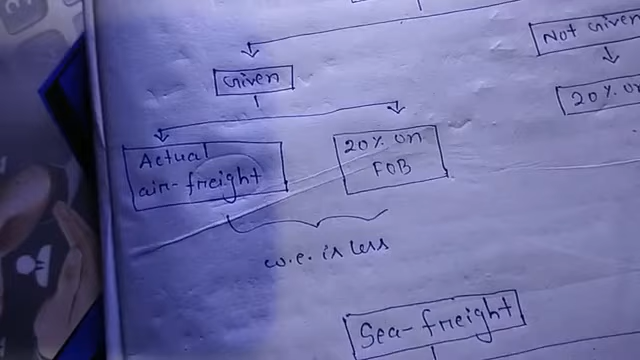 Not Given
Given
20% on
Actual
air-freight
20% on
FOB
w.e. is less
Sea-freight